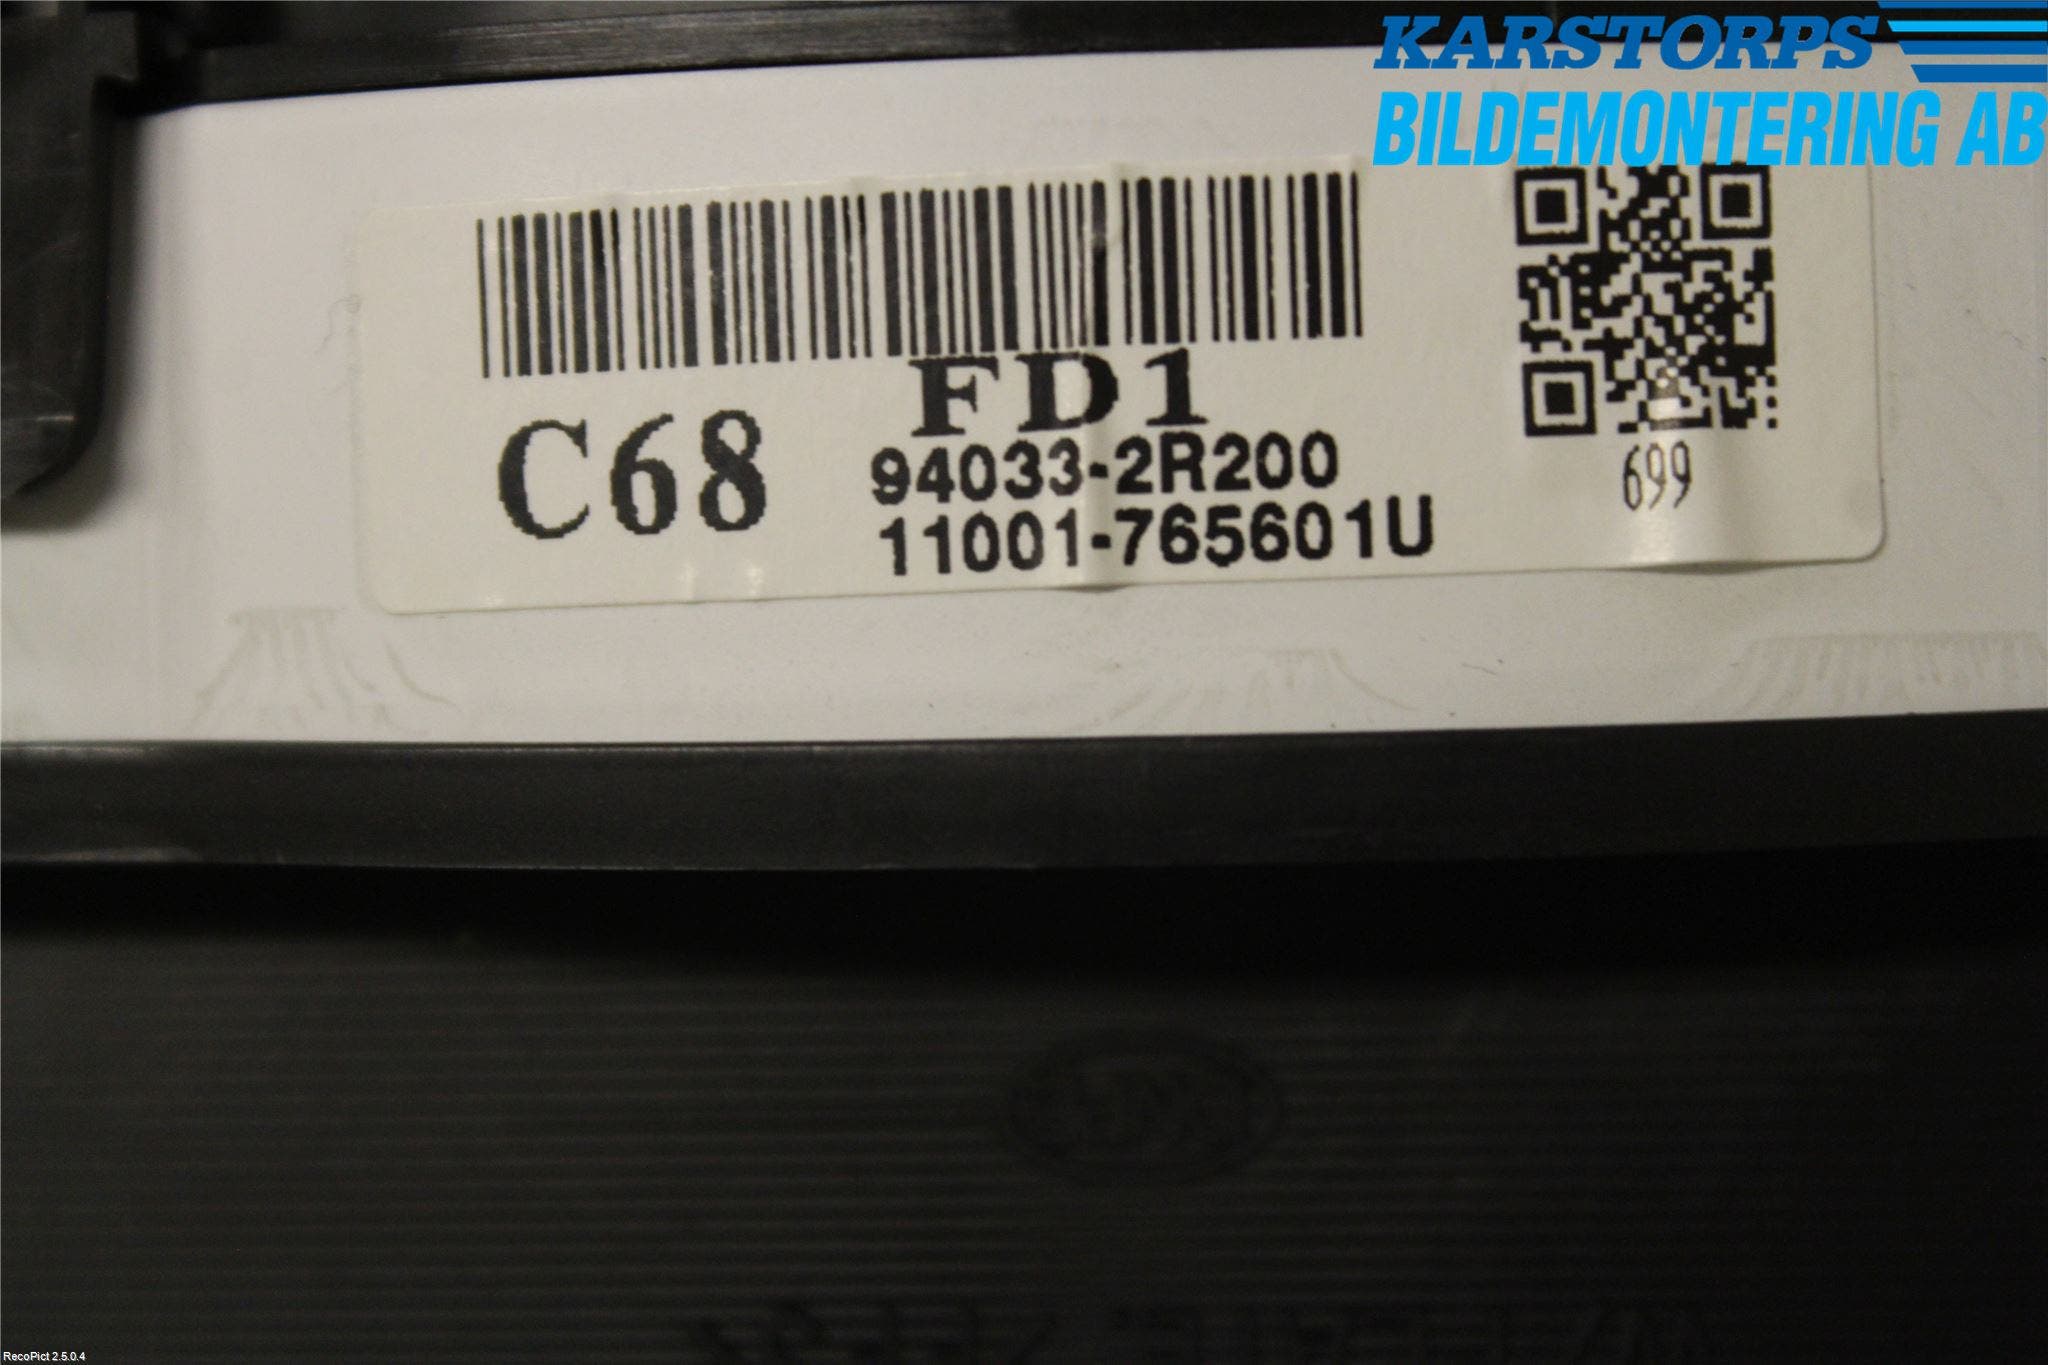 KARSTORPS
BILDEMONTERING AB
FD1
C68
94033-2R200
11001-765601U
699
RecoPict 2.5.0.4